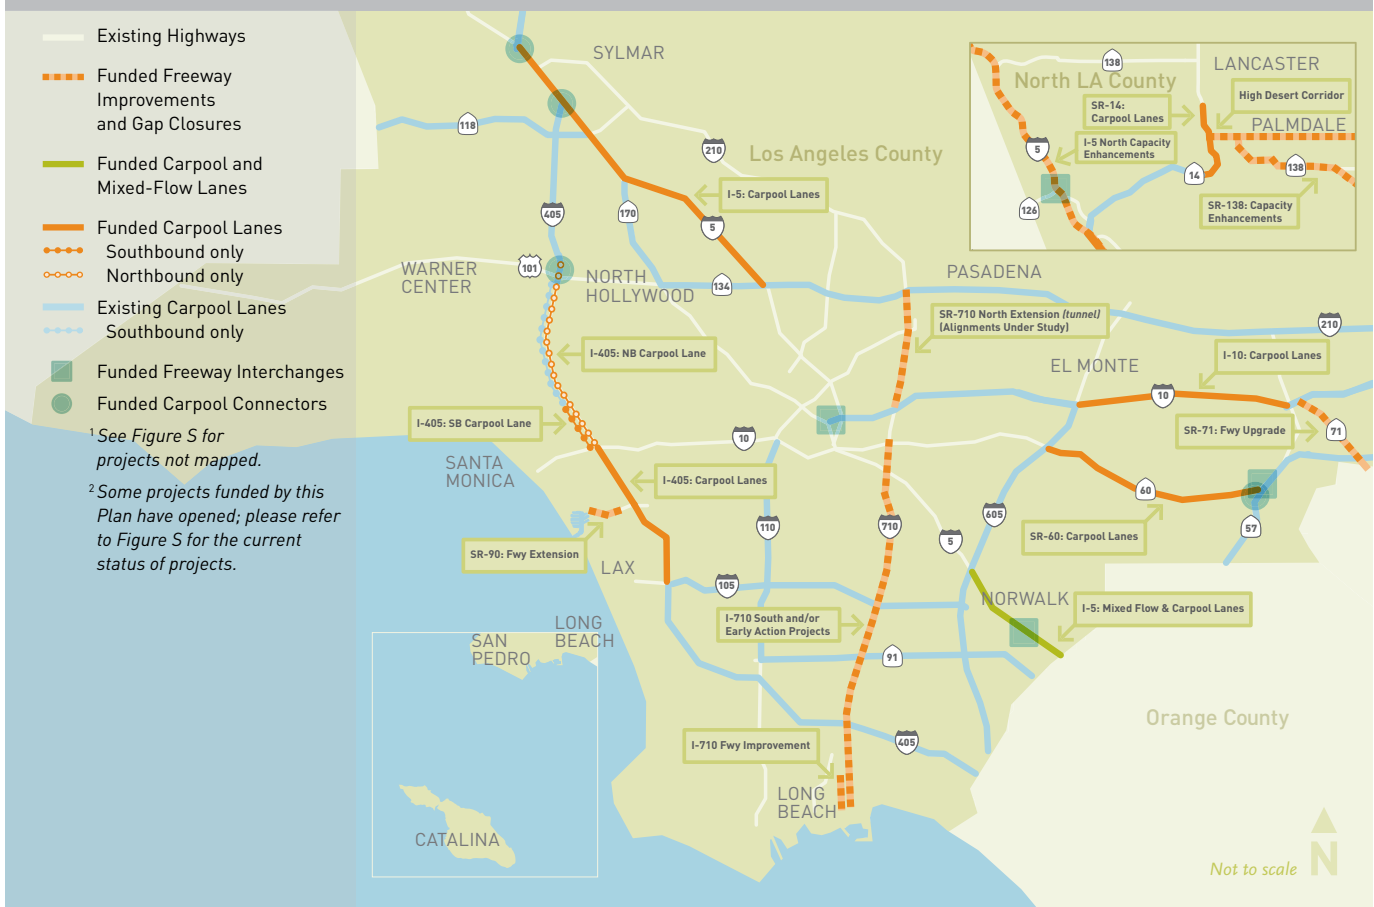 Existing Highways
Funded Freeway
Improvements
and Gap Closures
Funded Carpool and
Mixed-Flow Lanes
Funded Carpool Lanes
Southbound only
Northbound only
Existing Carpool Lanes
Southbound only
Funded Freeway Interchanges
Funded Carpool Connectors
1 See Figure S for
projects not mapped.
2 Some projects funded by this
Plan have opened; please refer
to Figure S for the current
status of projects.
SYLMAR
118
210
Los Angeles County
I-5: Carpool Lanes
405
170
5
WARNER
CENTER
101
NORTH
HOLLYWOOD
134
PASADENA
SR-710 North Extension (tunnel)
(Alignments Under Study)
210
I-405: NB Carpool Lane
EL MONTE
I-10: Carpool Lanes
10
I-405: SB Carpool Lane
SR-71: Fwy Upgrade
71
10
SANTA
MONICA
I-405: Carpool Lanes
60
110
710
605
5
57
SR-60: Carpool Lanes
SR-90: Fwy Extension
LAX
105
NORWALK
I-5: Mixed Flow & Carpool Lanes
I-710 South and/or
Early Action Projects
91
LONG
BEACH
SAN
PEDRO
Orange County
I-710 Fwy Improvement
405
LONG
BEACH
CATALINA
Not to scale
N
138
LANCASTER
North LA County
SR-14:
Carpool Lanes
High Desert Corridor
PALMDALE
5
I-5 North Capacity
Enhancements
14
138
126
SR-138: Capacity
Enhancements